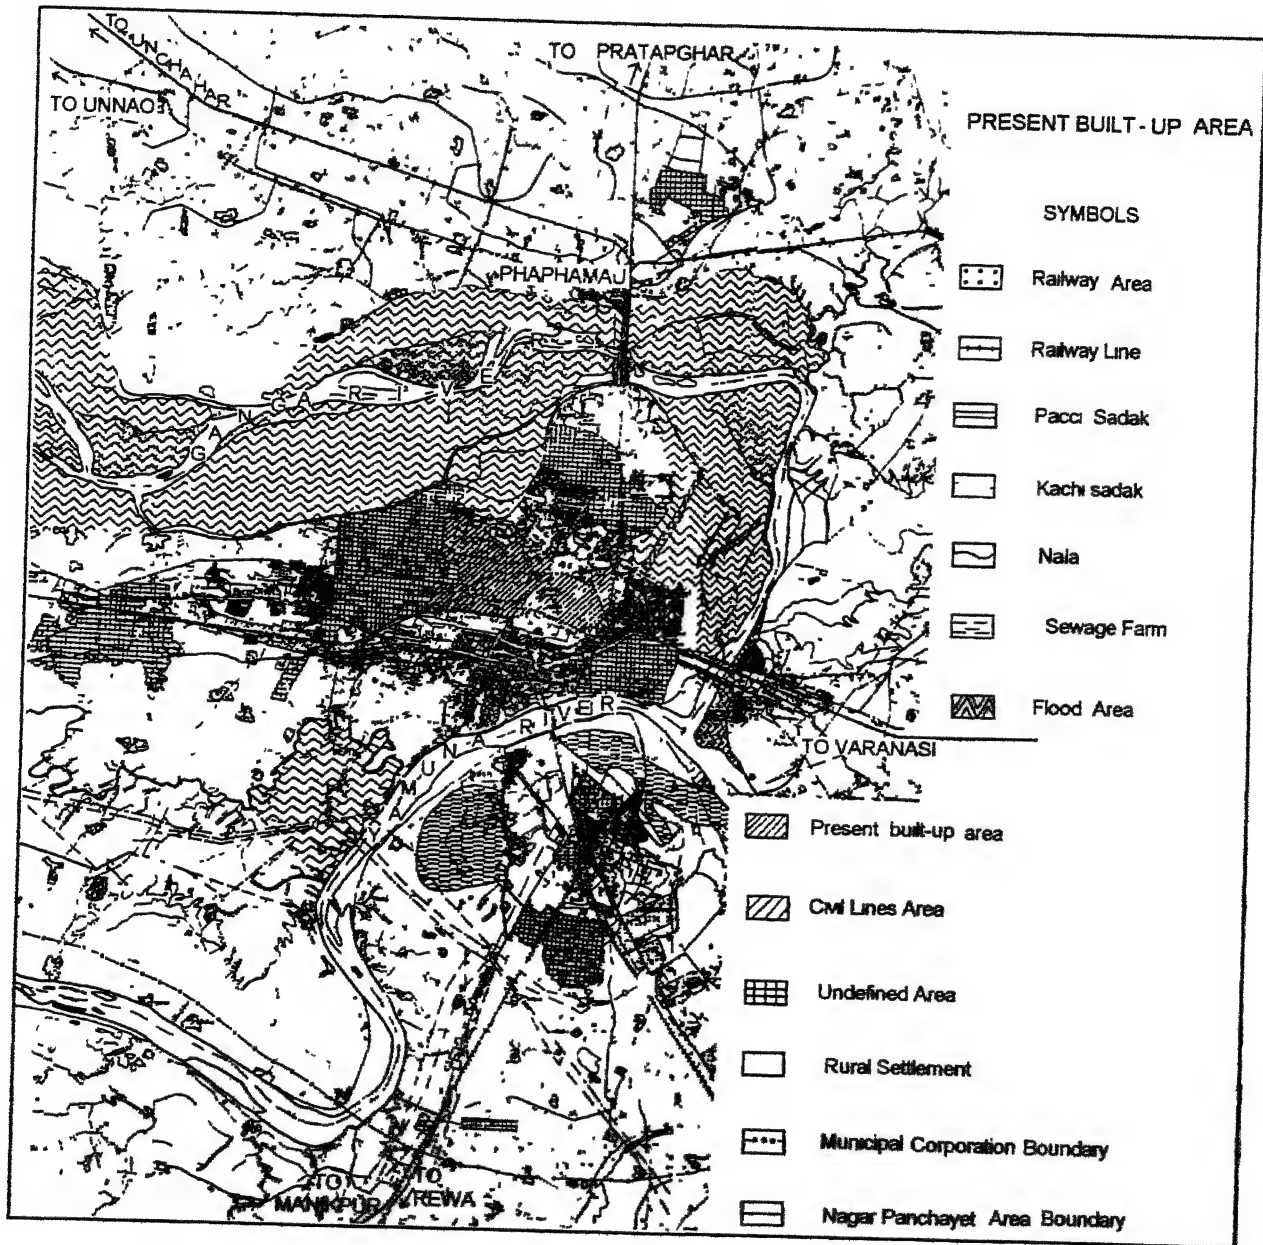 TO UNCHAHAR
TO UNNAO
TO PRATAPGHAR
PRESENT BUILT-UP AREA
SYMBOLS
Railway Area
PHAPHAMAU
Railway Line
GANGA RIVE
Pacci Sadak
Kachi sadak
Nala
Sewage Farm
Flood Area
YAMUNA RIVER
TO VARANASI
Present built-up area
Civil Lines Area
Undefined Area
Rural Settlement
Municipal Corporation Boundary
TO MANIKPUR
TO REWA
Nagar Panchayet Area Boundary